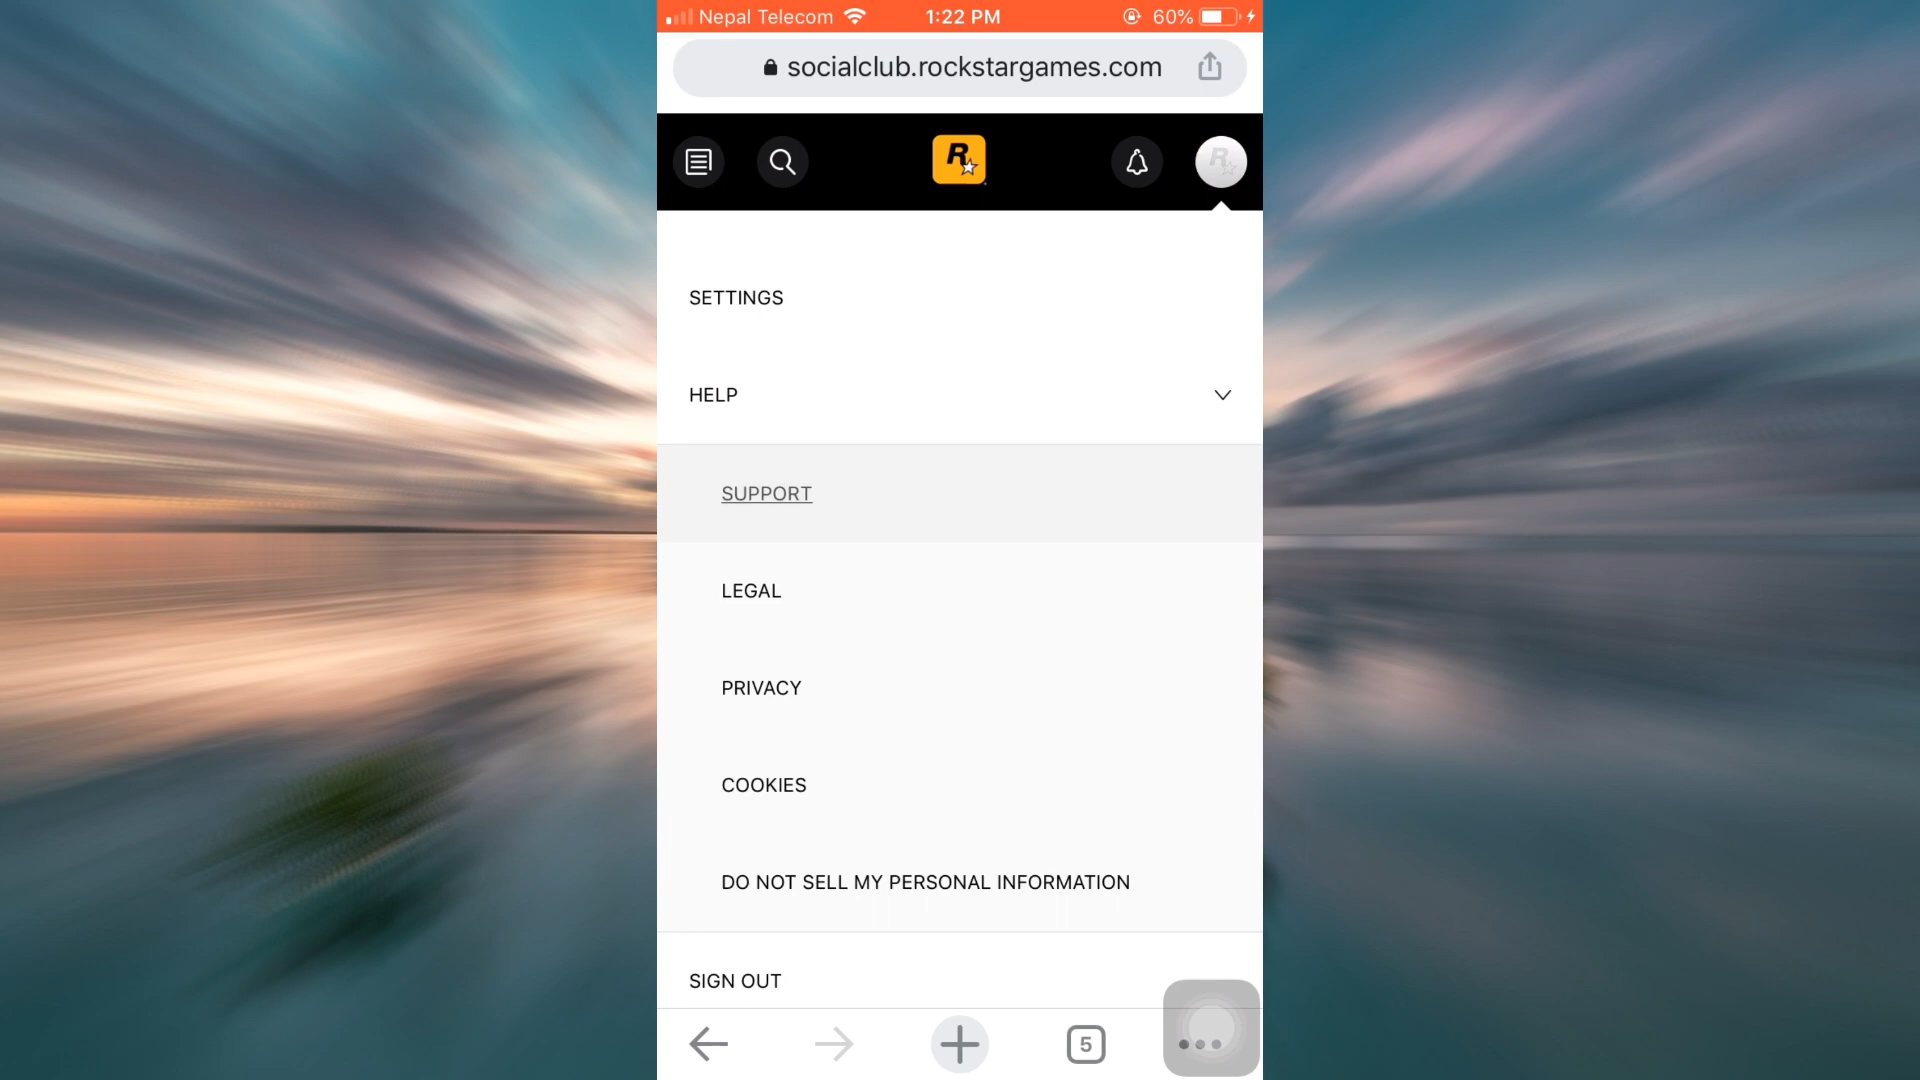 Nepal Telecom 1:22 PM 60%
socialclub.rockstargames.com
R
R
SETTINGS
HELP
SUPPORT
LEGAL
PRIVACY
COOKIES
DO NOT SELL MY PERSONAL INFORMATION
SIGN OUT
5